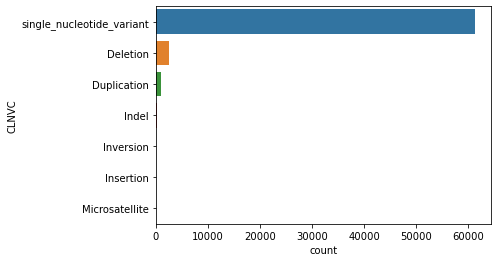 single_nucleotide_variant
Deletion
Duplication
Indel
Inversion
Insertion
Microsatellite
CLNVC
0 10000 20000 30000 40000 50000 60000
count